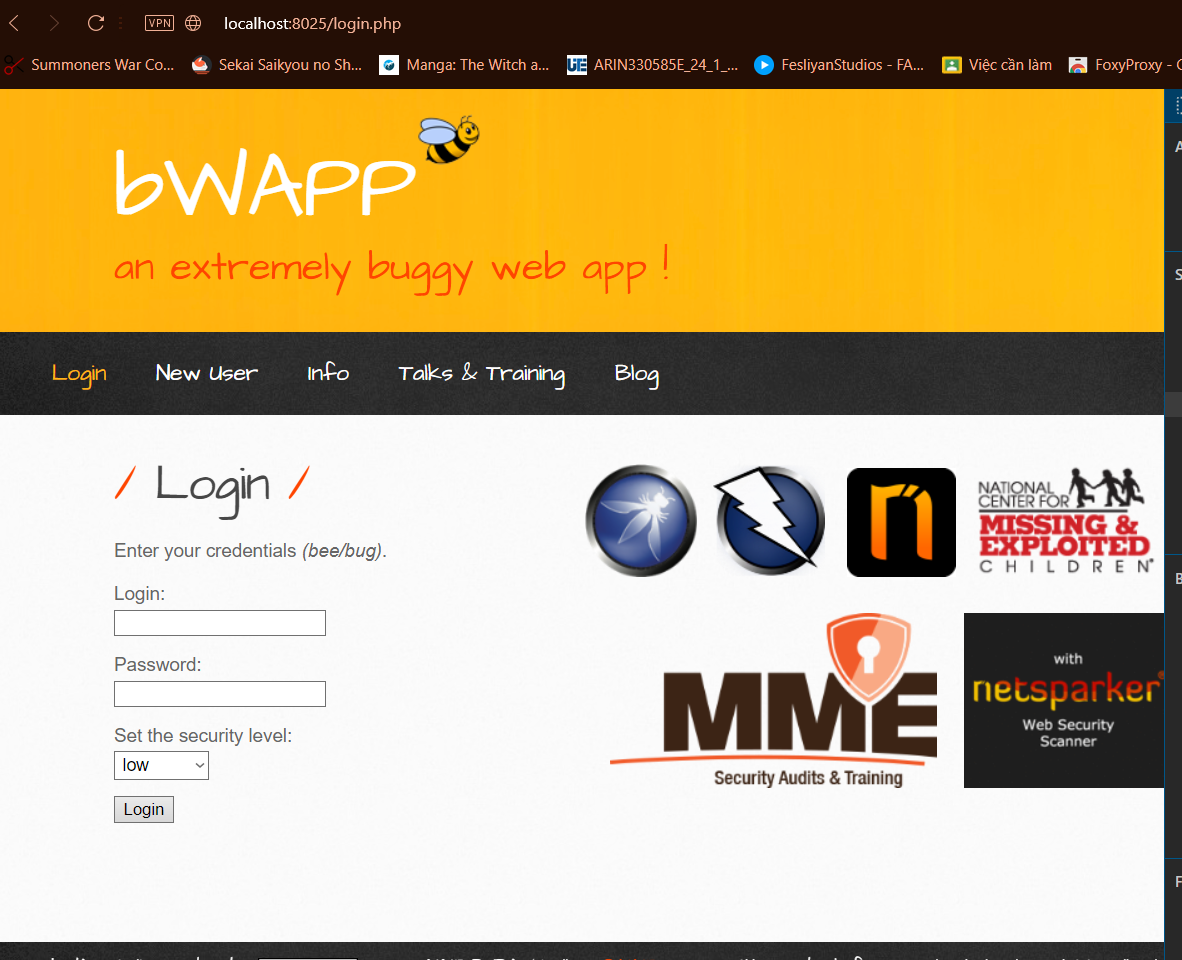 VPN localhost:8025/login.php
Summoners War Co... Sekai Saikyou no Sh... Manga: The Witch a... UTE ARIN330585E_24_1_... FesliyanStudios - FA... Việc cần làm FoxyProxy -
bWAPP
an extremely buggy web app !
Login New User Info Talks & Training Blog
/ Login /
Enter your credentials (bee/bug).
Login:
Password:
Set the security level:
low
Login
n
NATIONAL
CENTER FOR
MISSING &
EXPLOITED
CHILDREN®
MME
Security Audits & Training
with
netsparker®
Web Security
Scanner